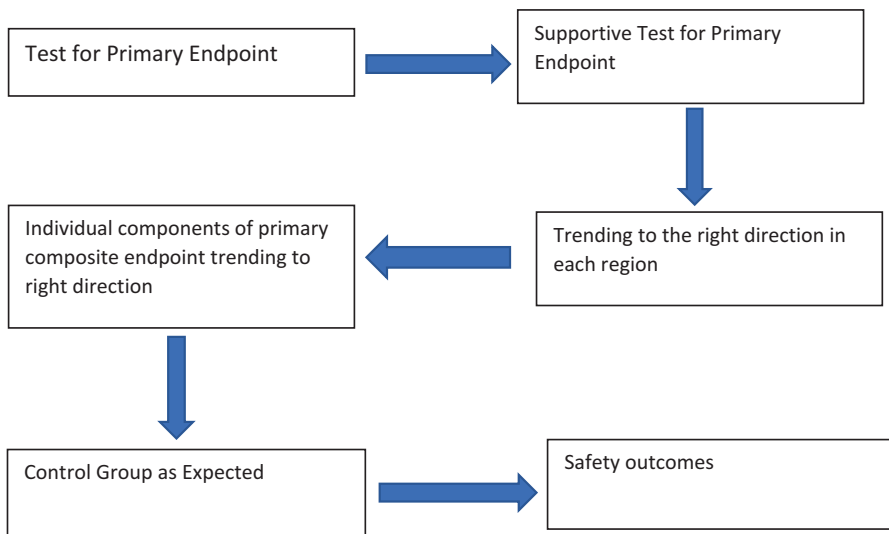 Test for Primary Endpoint
Supportive Test for Primary
Endpoint
Trending to the right direction in
each region
Individual components of primary
composite endpoint trending to
right direction
Control Group as Expected
Safety outcomes